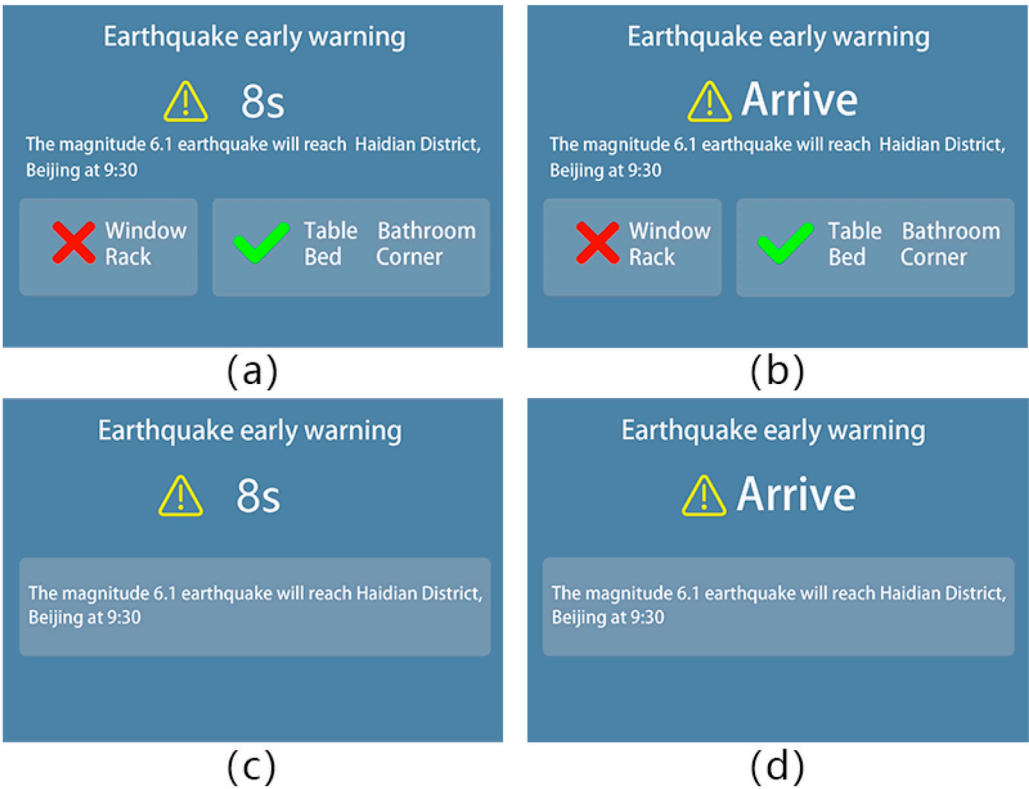 Earthquake early warning
8s
The magnitude 6.1 earthquake will reach Haidian District,
Beijing at 9:30
Window
Rack
Table Bathroom
Bed Corner
(a)
Earthquake early warning
Arrive
The magnitude 6.1 earthquake will reach Haidian District,
Beijing at 9:30
Window
Rack
Table Bathroom
Bed Corner
(b)
Earthquake early warning
8s
The magnitude 6.1 earthquake will reach Haidian District,
Beijing at 9:30
(c)
Earthquake early warning
Arrive
The magnitude 6.1 earthquake will reach Haidian District,
Beijing at 9:30
(d)